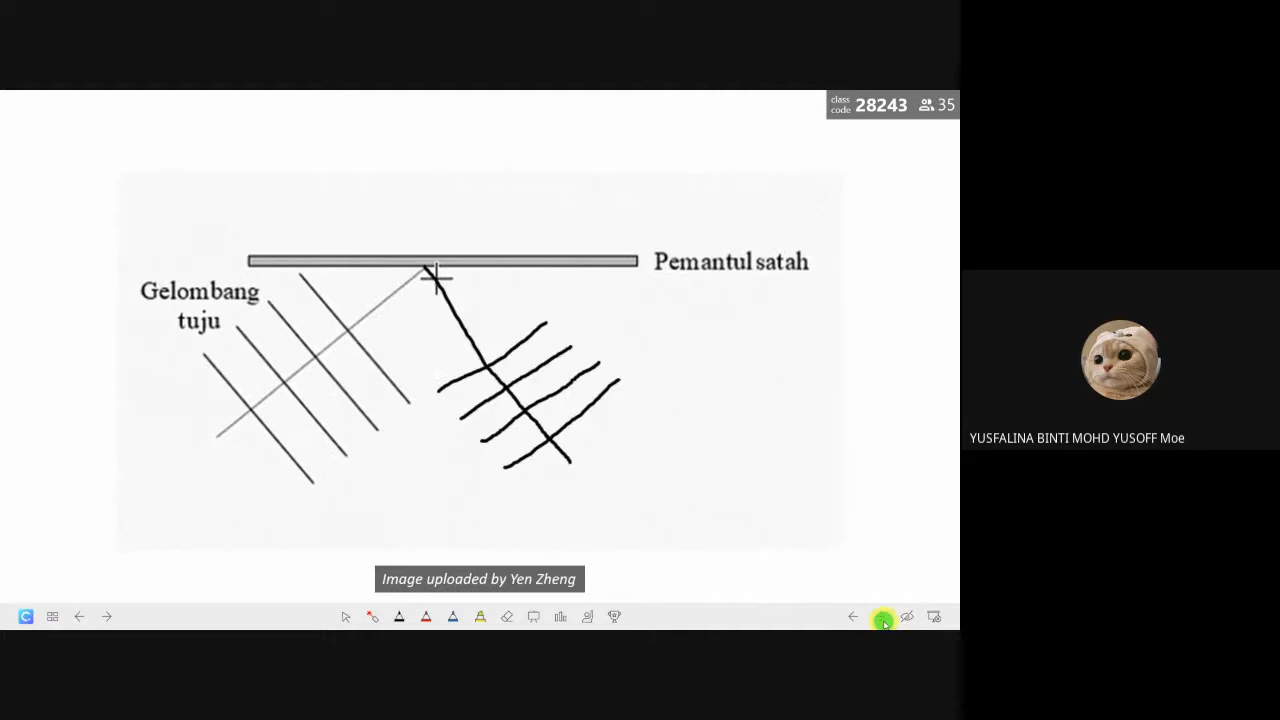 class
code 28243 35
Pemantul satah
Gelombang
tuju
YUSFALINA BINTI MOHD YUSOFF Moe
Image uploaded by Yen Zheng